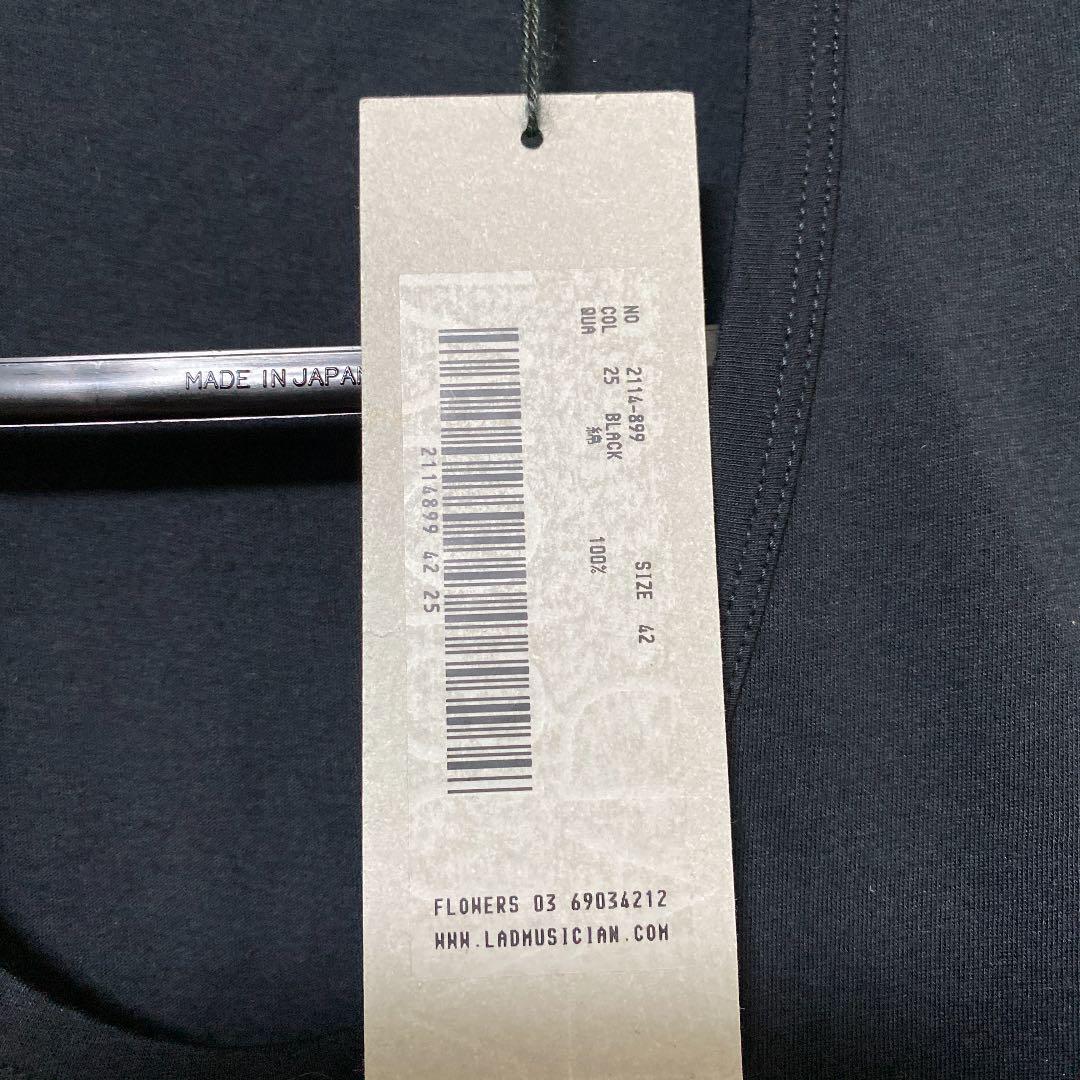 MADE IN JAPAN
NO 2114-899 SIZE 42
COL 25 BLACK
QUA 綿 100%
2114899 42 25
FLOWERS 03 69034212
WWW.LADMUSICIAN.COM